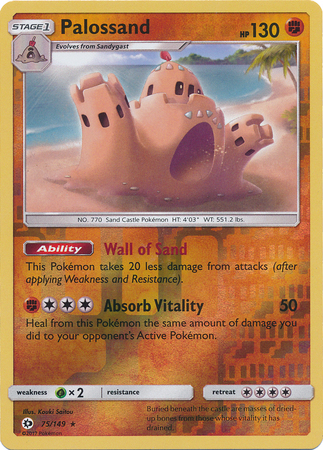 STAGE 1
Palossand
HP 130
Evolves from Sandygast
NO. 770 Sand Castle Pokémon HT: 4'03" WT: 551.2 lbs.
Ability Wall of Sand
This Pokémon takes 20 less damage from attacks (after
applying Weakness and Resistance).
Absorb Vitality 50
Heal from this Pokémon the same amount of damage you
did to your opponent's Active Pokémon.
weakness × 2 resistance retreat
Illus. Kouki Saitou
75/149 ★
©2017 Pokémon
Buried beneath the castle are masses of dried-
up bones from those whose vitality it has
drained.